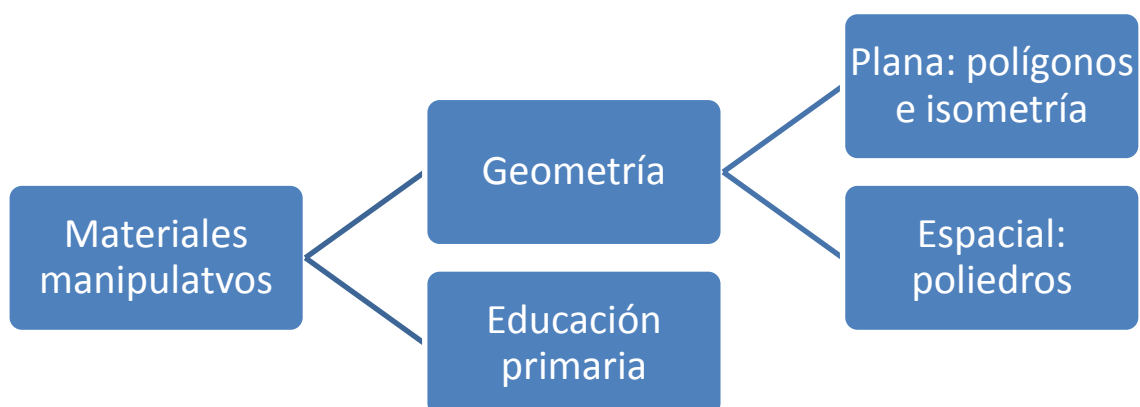 Materiales
manipulatvos
Geometría
Educación
primaria
Plana: polígonos
e isometría
Espacial:
poliedros